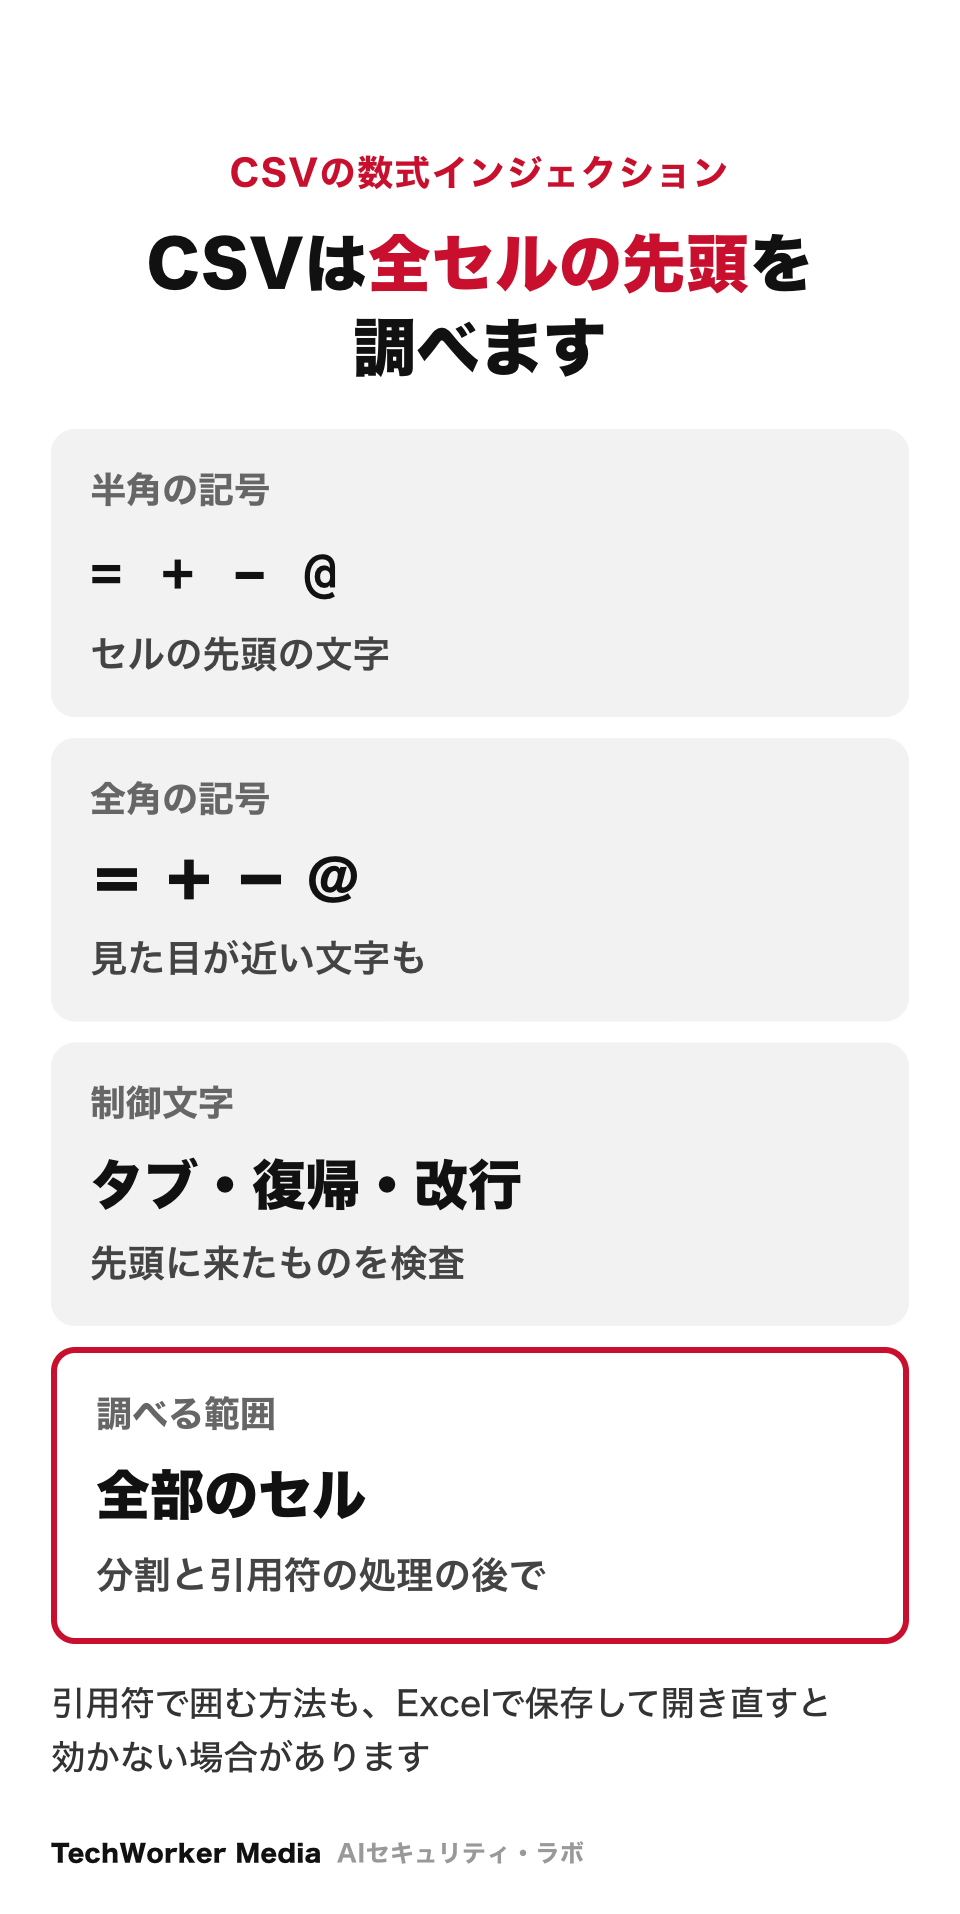 CSVの数式インジェクション
CSVは全セルの先頭を
調べます
半角の記号
= + - @
セルの先頭の文字
全角の記号
＝＋－＠
見た目が近い文字も
制御文字
タブ・復帰・改行
先頭に来たものを検査
調べる範囲
全部のセル
分割と引用符の処理の後で
引用符で囲む方法も、Excelで保存して開き直すと
効かない場合があります
TechWorker Media AIセキュリティ・ラボ